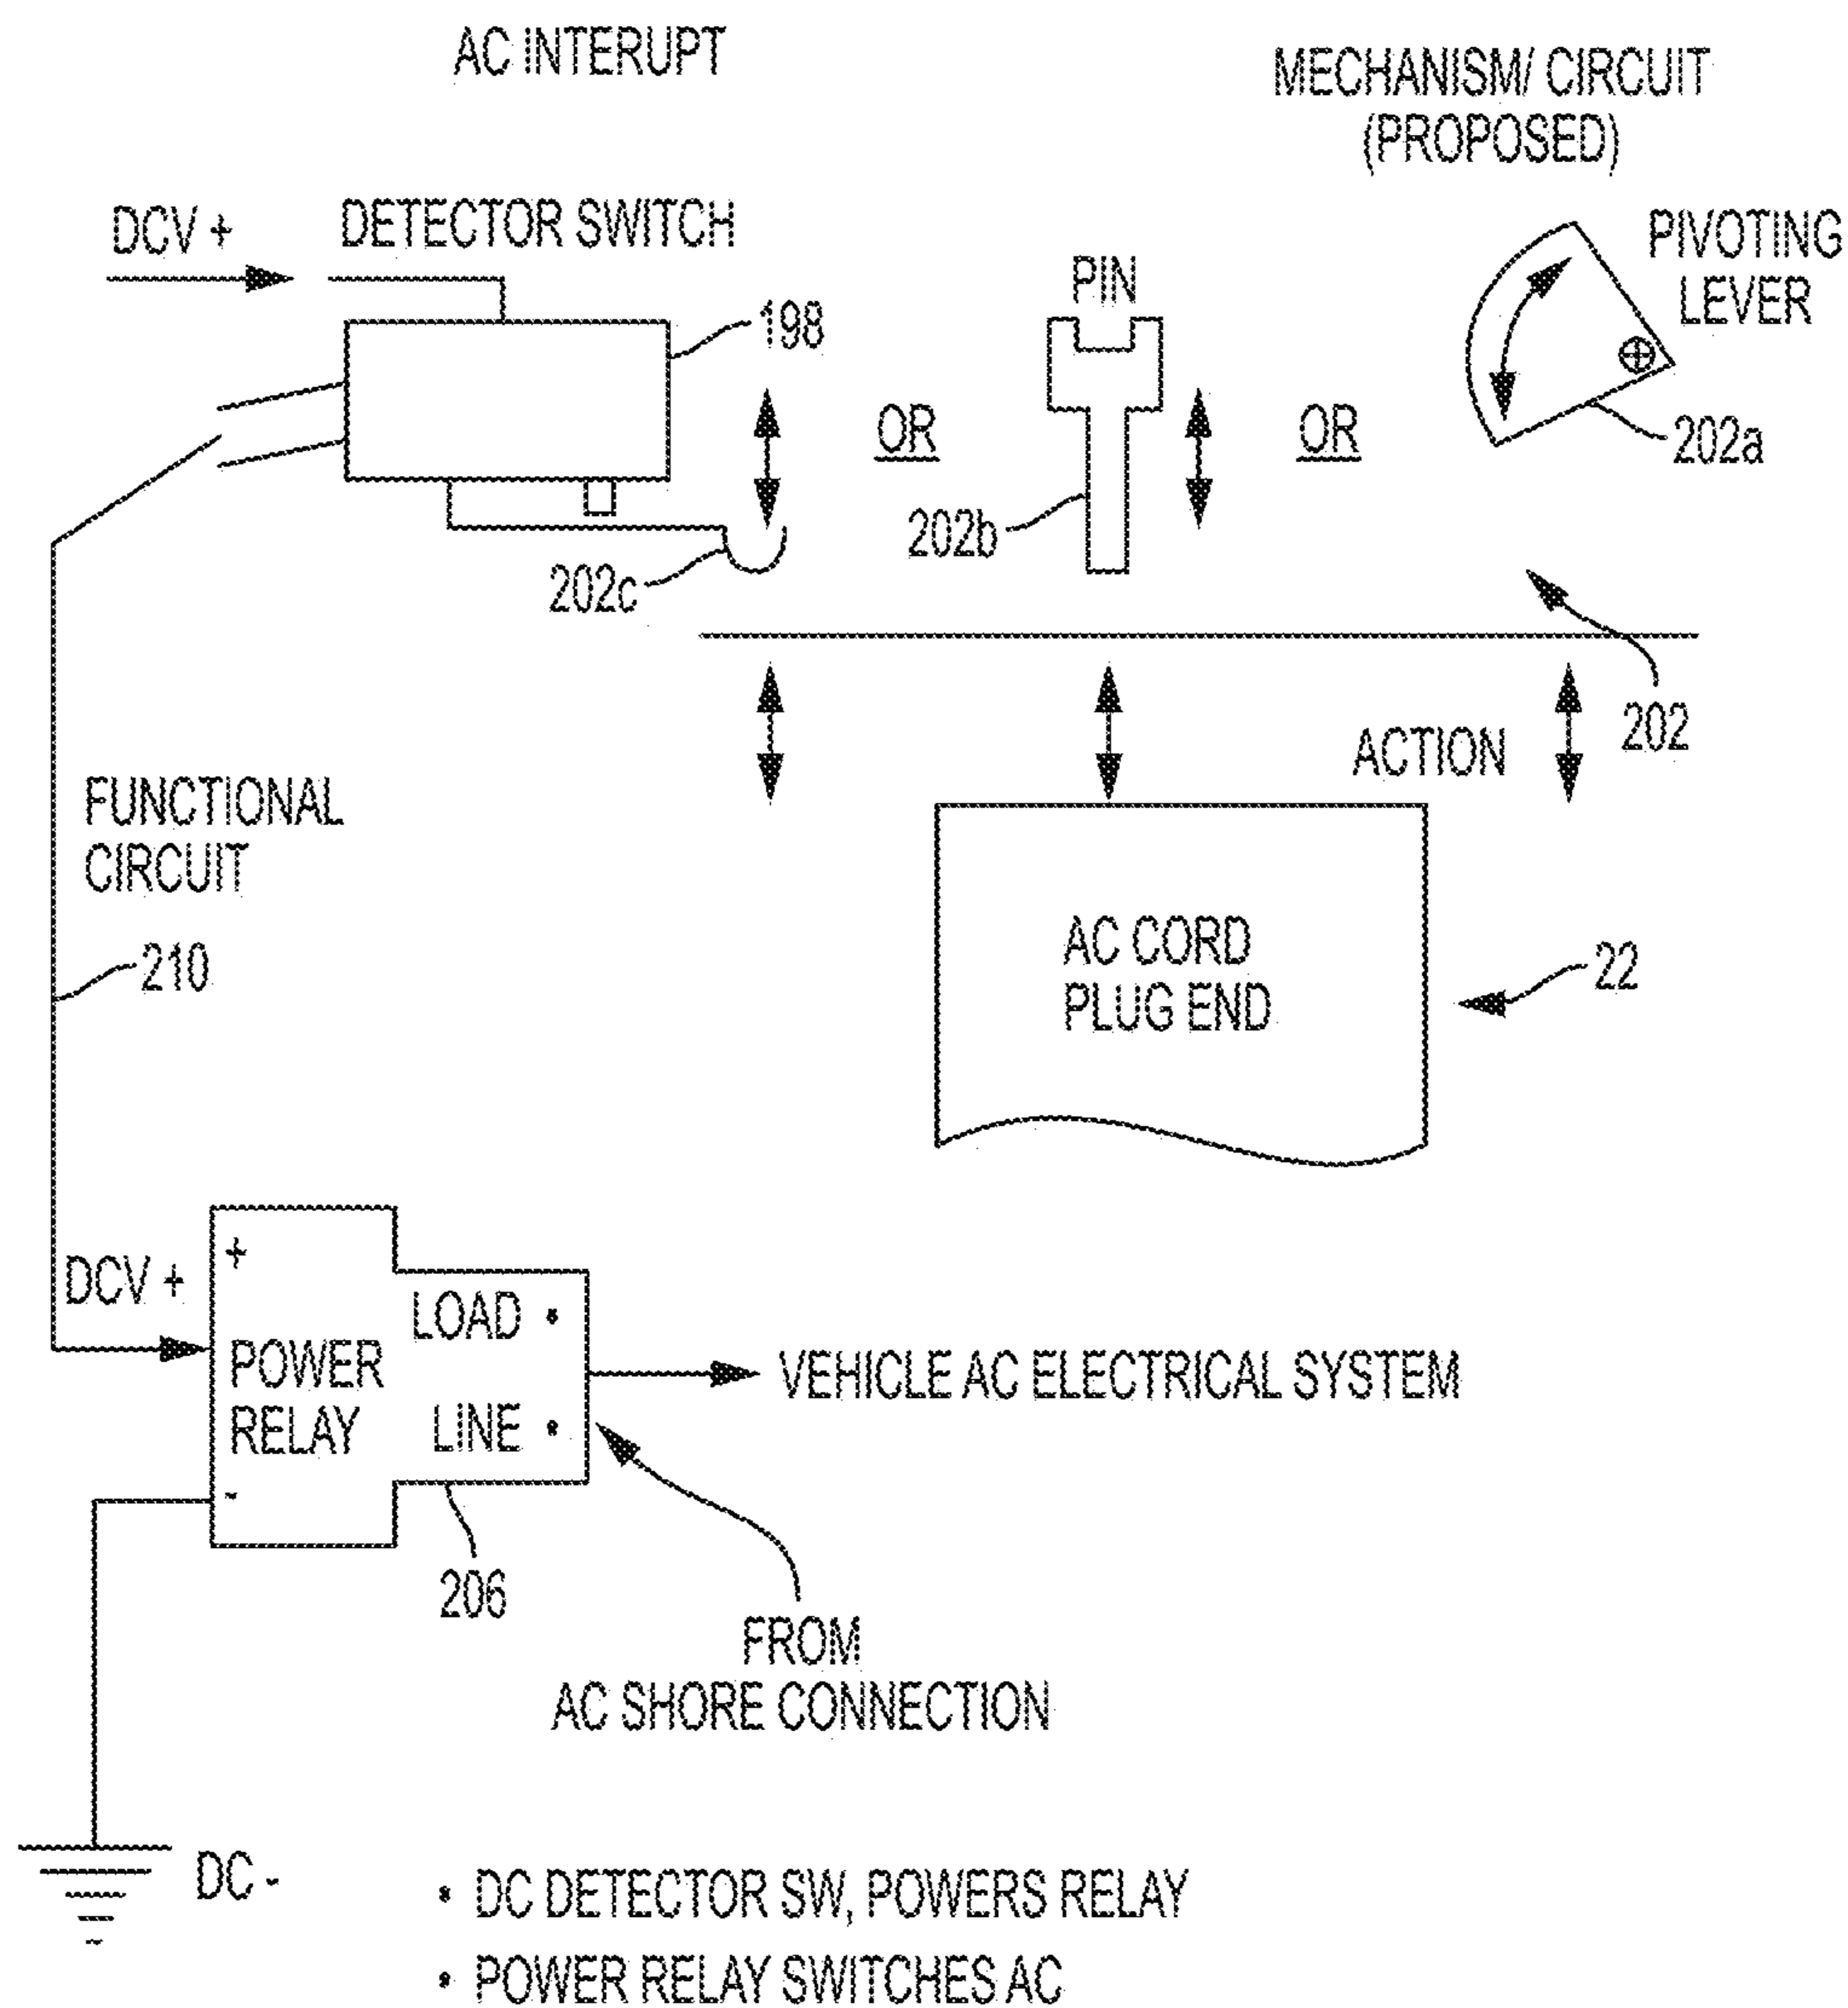 AC INTERUPT
MECHANISM/ CIRCUIT
(PROPOSED)
DCV +
DETECTOR SWITCH
198
PIN
PIVOTING
LEVER
OR
OR
202a
202b
202c
202
ACTION
FUNCTIONAL
CIRCUIT
210
AC CORD
PLUG END
22
DCV +
+
LOAD •
POWER
RELAY
LINE •
-
VEHICLE AC ELECTRICAL SYSTEM
206
FROM
AC SHORE CONNECTION
DC -
• DC DETECTOR SW, POWERS RELAY
• POWER RELAY SWITCHES AC